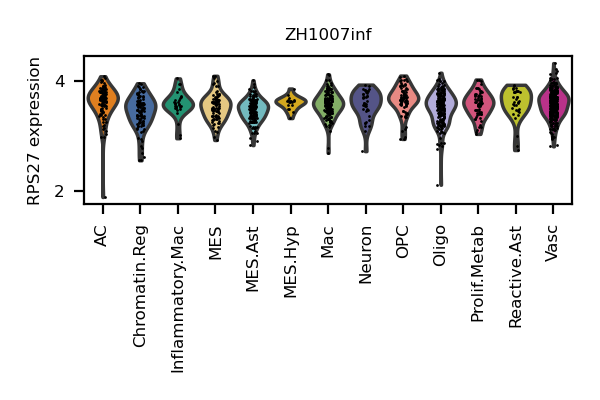 ZH1007inf
RPS27 expression
4
2
AC
Chromatin.Reg
Inflammatory.Mac
MES
MES.Ast
MES.Hyp
Mac
Neuron
OPC
Oligo
Prolif.Metab
Reactive.Ast
Vasc